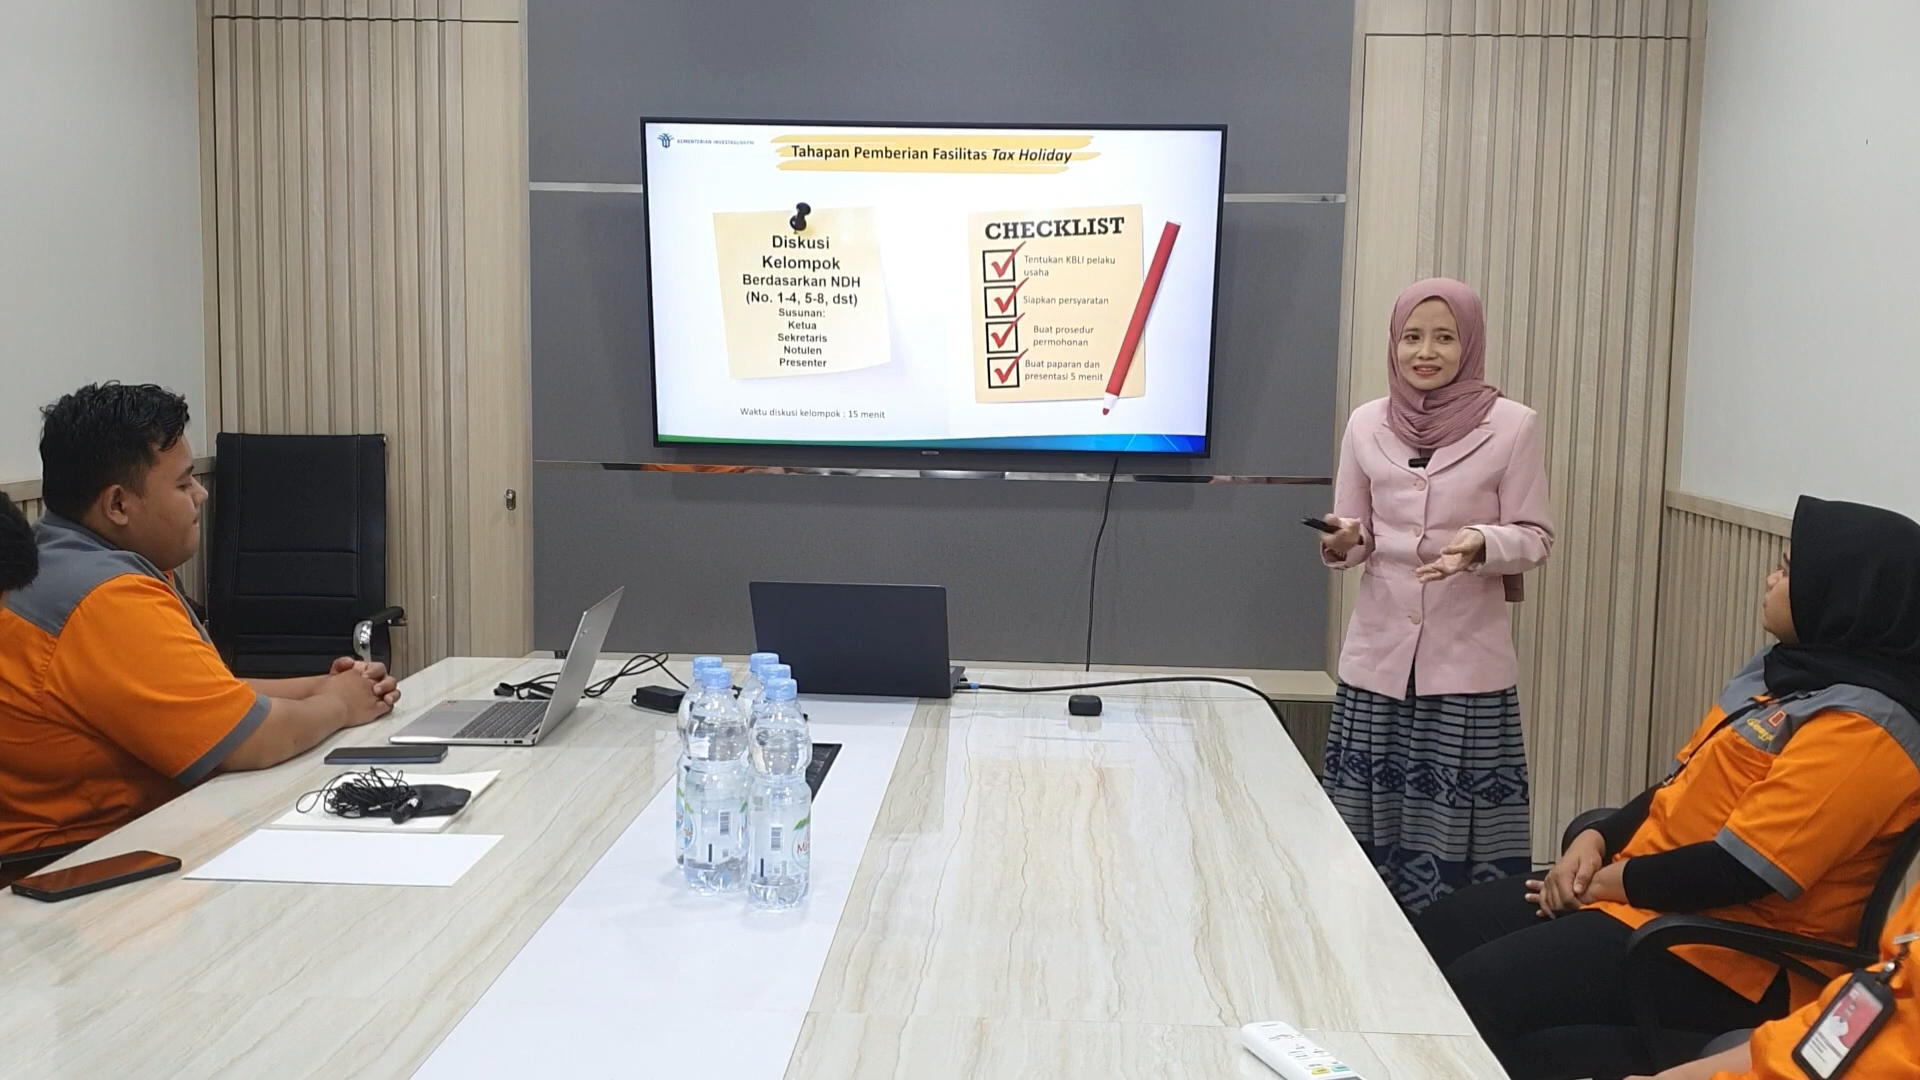 KEMENTERIAN INVESTASI/BKPM
Tahapan Pemberian Fasilitas Tax Holiday
Diskusi
Kelompok
Berdasarkan NDH
(No. 1-4, 5-8, dst)
Susunan:
Ketua
Sekretaris
Notulen
Presenter
Waktu diskusi kelompok : 15 menit
CHECKLIST
Tentukan KBLI pelaku
usaha
Siapkan persyaratan
Buat prosedur
permohonan
Buat paparan dan
presentasi 5 menit